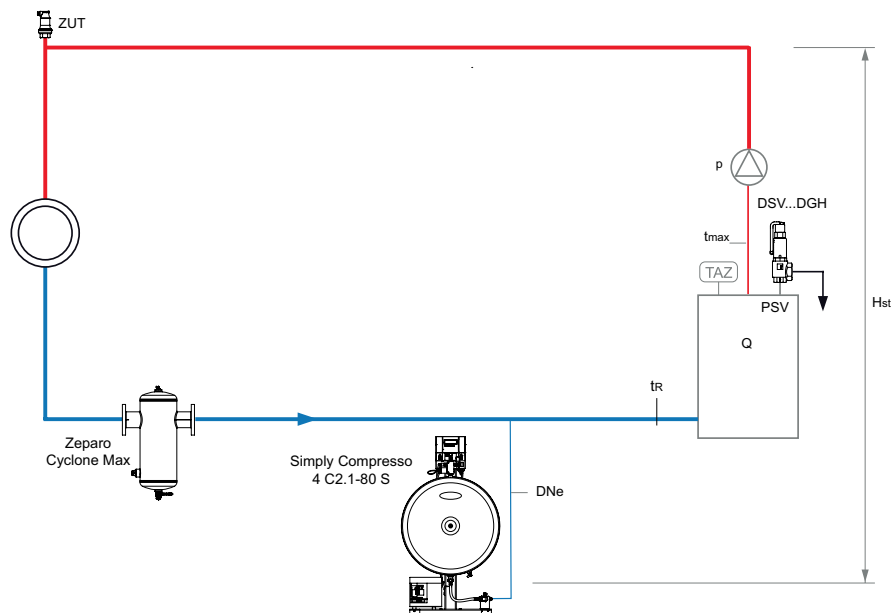 ZUT
p
DSV...DGH
tmax
TAZ
PSV
Hst
Q
tR
Zeparo
Cyclone Max
Simply Compresso
4 C2.1-80 S
DNe